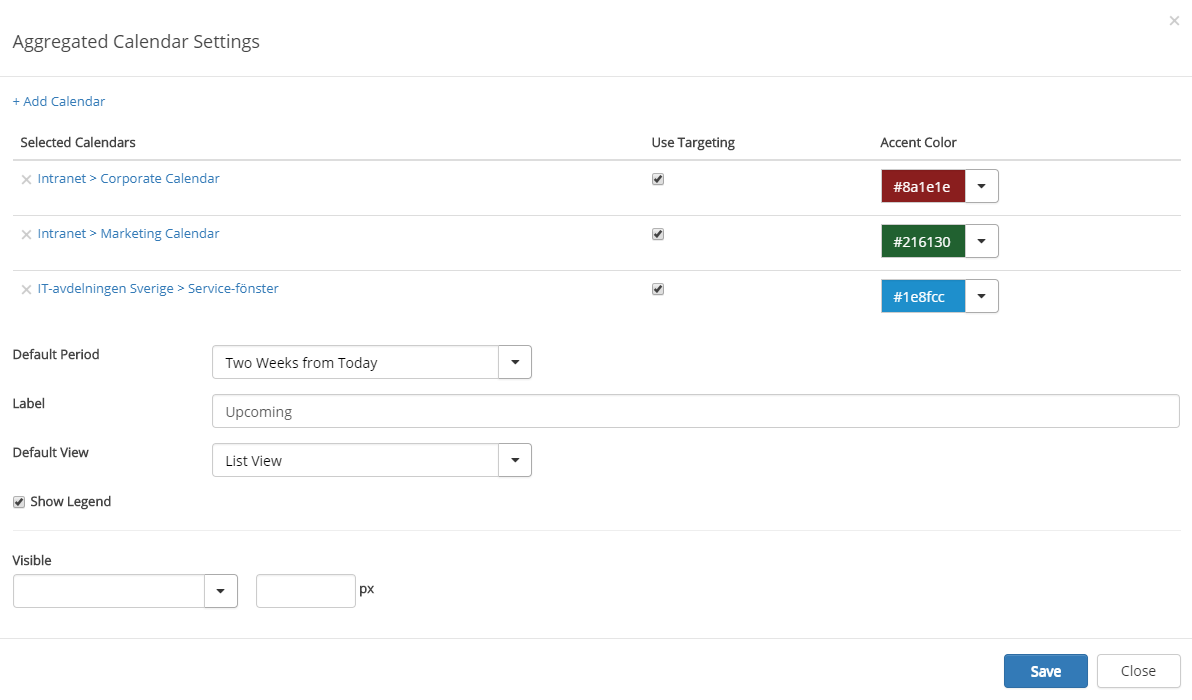 Aggregated Calendar Settings
+ Add Calendar
Selected Calendars Use Targeting Accent Color
Intranet > Corporate Calendar #8a1e1e
Intranet > Marketing Calendar #216130
IT-avdelningen Sverige > Service-fönster #1e8fcc
Default Period Two Weeks from Today
Label Upcoming
Default View List View
Show Legend
Visible
px
Save Close